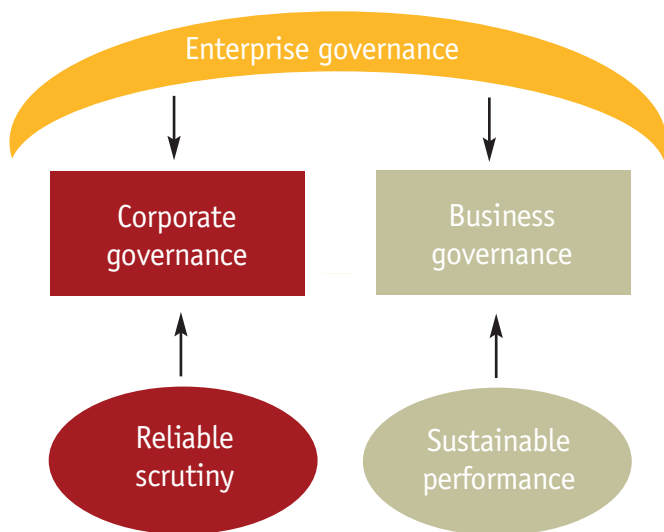 Enterprise governance
Corporate
governance
Business
governance
Reliable
scrutiny
Sustainable
performance